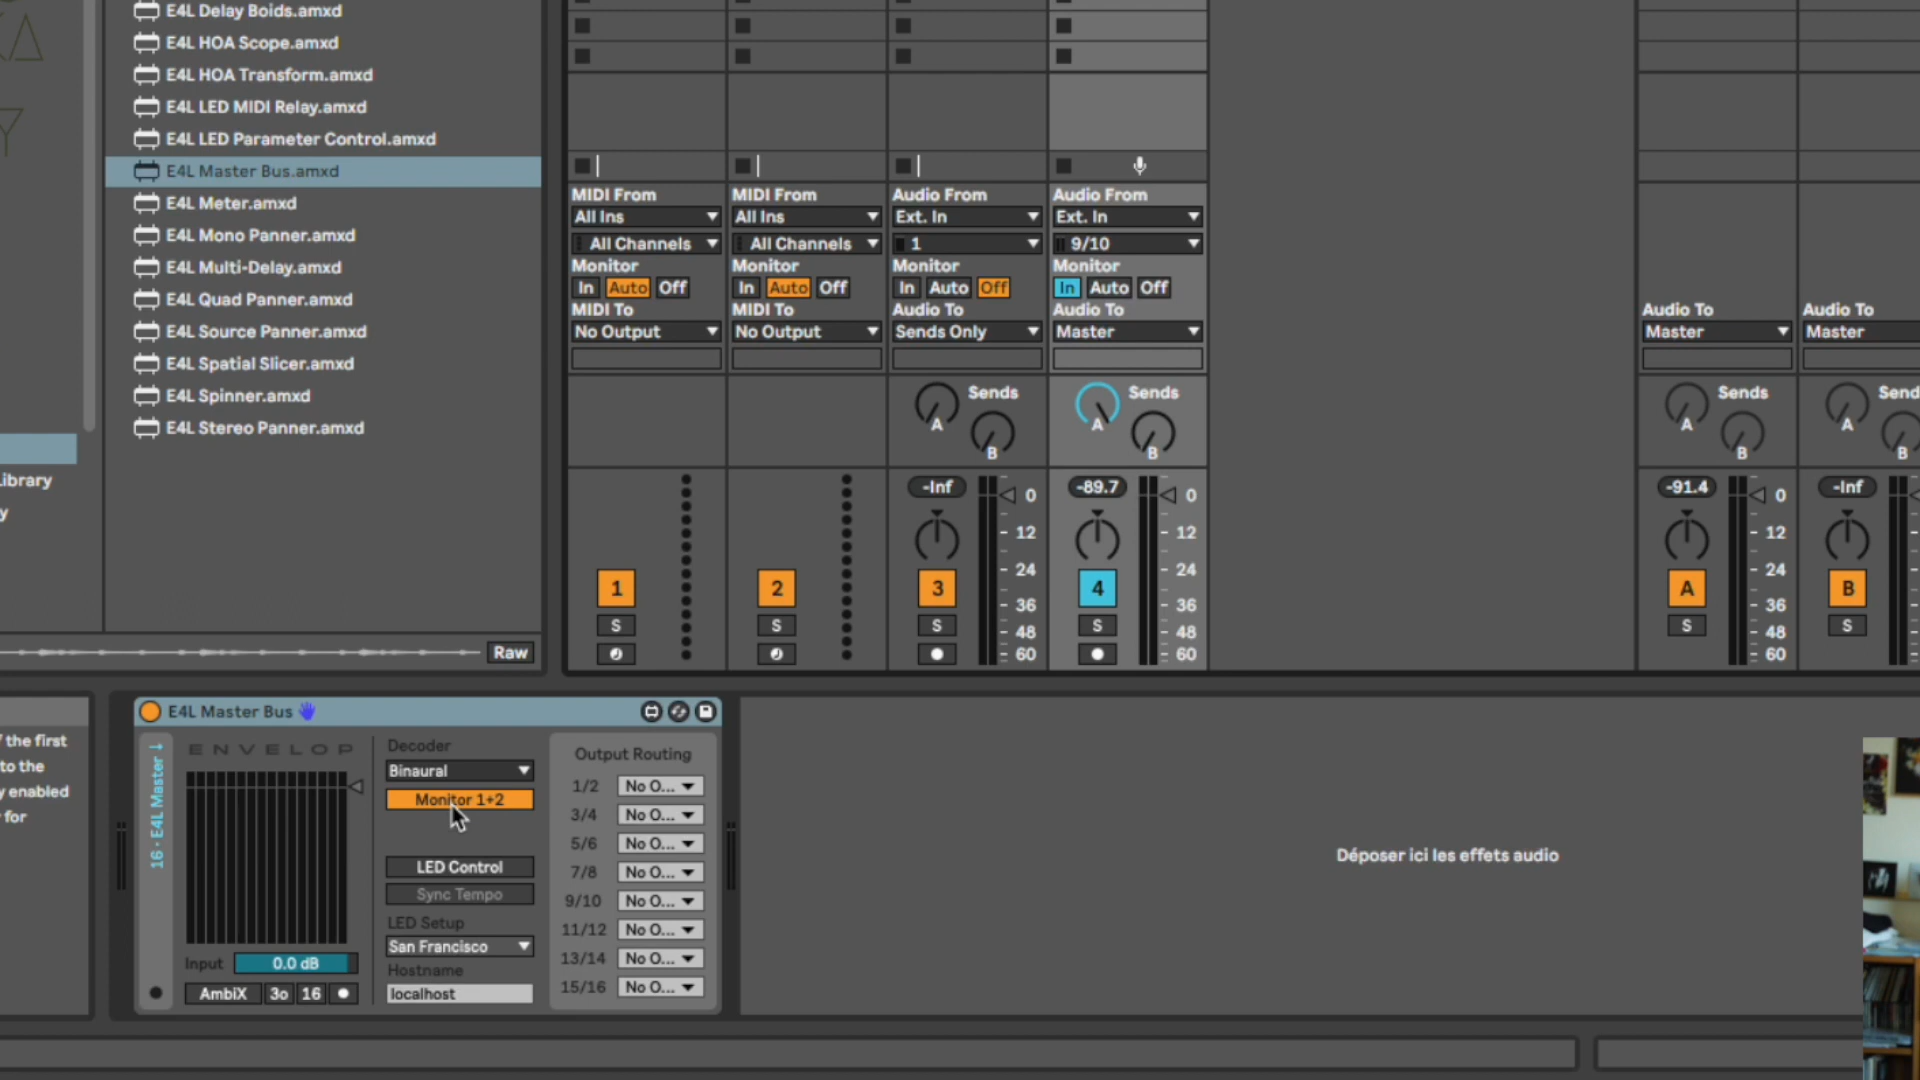 KA
Y
E4L Delay Boids.amxd
E4L HOA Scope.amxd
E4L HOA Transform.amxd
E4L LED MIDI Relay.amxd
E4L LED Parameter Control.amxd
E4L Master Bus.amxd
E4L Meter.amxd
E4L Mono Panner.amxd
E4L Multi-Delay.amxd
E4L Quad Panner.amxd
E4L Source Panner.amxd
E4L Spatial Slicer.amxd
E4L Spinner.amxd
E4L Stereo Panner.amxd
ibrary
y
Raw
MIDI From MIDI From Audio From Audio From
All Ins All Ins Ext. In Ext. In
All Channels All Channels 1 9/10
Monitor Monitor Monitor Monitor
In Auto Off In Auto Off In Auto Off In Auto Off
MIDI To MIDI To Audio To Audio To Audio To Audio To
No Output No Output Sends Only Master Master Master
Sends Sends Sends Send
A A A A
B B B B
-Inf -89.7 -91.4 -Inf
0 0 0
12 12 12
24 24 24
1 2 3 4 A B
36 36 36
S S S S S S
48 48 48
60 60 60
the first
to the
y enabled
for
E4L Master Bus
16 · E4L Master
ENVELOP
Input 0.0 dB
AmbiX 3o 16
Decoder
Binaural
Monitor 1+2
LED Control
Sync Tempo
LED Setup
San Francisco
Hostname
localhost
Output Routing
1/2 No O...
3/4 No O...
5/6 No O...
7/8 No O...
9/10 No O...
11/12 No O...
13/14 No O...
15/16 No O...
Déposer ici les effets audio